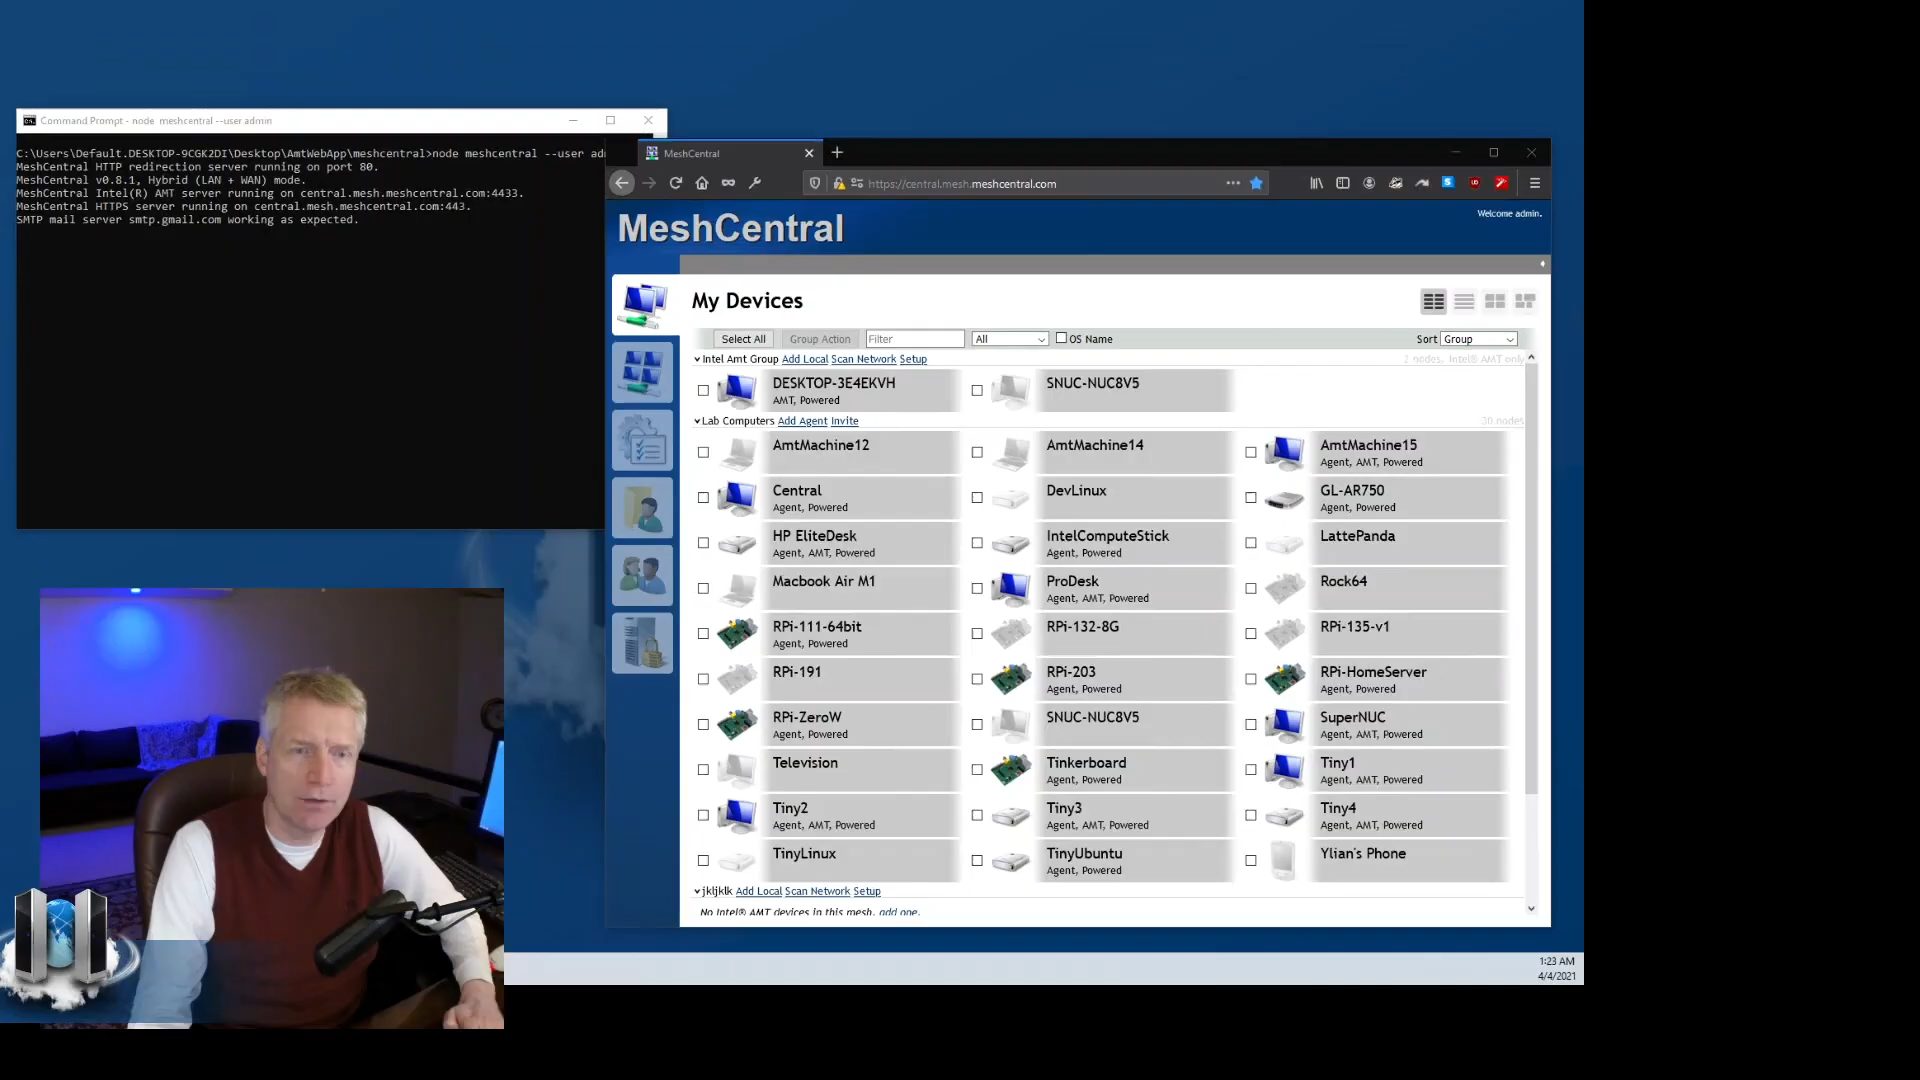 Command Prompt - node meshcentral --user admin
C:\Users\Default.DESKTOP-9CGK2DI\Desktop\AmtWebApp\meshcentral>node meshcentral --user
MeshCentral HTTP redirection server running on port 80.
MeshCentral v0.8.1, Hybrid (LAN + WAN) mode.
MeshCentral Intel(R) AMT server running on central.mesh.meshcentral.com:4433.
MeshCentral HTTPS server running on central.mesh.meshcentral.com:443.
SMTP mail server smtp.gmail.com working as expected.
MeshCentral
https://central.mesh.meshcentral.com
MeshCentral
Welcome admin.
My Devices
Select All Group Action Filter All OS Name Sort Group
Intel Amt Group Add Local Scan Network Setup 2 nodes, Intel® AMT only
DESKTOP-3E4EKVH SNUC-NUC8V5
AMT, Powered
Lab Computers Add Agent Invite 30 nodes
AmtMachine12 AmtMachine14 AmtMachine15
Agent, AMT, Powered
Central DevLinux GL-AR750
Agent, Powered Agent, Powered
HP EliteDesk IntelComputeStick LattePanda
Agent, AMT, Powered Agent, Powered
Macbook Air M1 ProDesk Rock64
Agent, AMT, Powered
RPi-111-64bit RPi-132-8G RPi-135-v1
Agent, Powered
RPi-191 RPi-203 RPi-HomeServer
Agent, Powered Agent, Powered
RPi-ZeroW SNUC-NUC8V5 SuperNUC
Agent, Powered Agent, AMT, Powered
Television Tinkerboard Tiny1
Agent, Powered Agent, AMT, Powered
Tiny2 Tiny3 Tiny4
Agent, AMT, Powered Agent, AMT, Powered Agent, AMT, Powered
TinyLinux TinyUbuntu Ylian's Phone
Agent, Powered
jkljklk Add Local Scan Network Setup
No Intel® AMT devices in this mesh, add one.
1:23 AM
4/4/2021